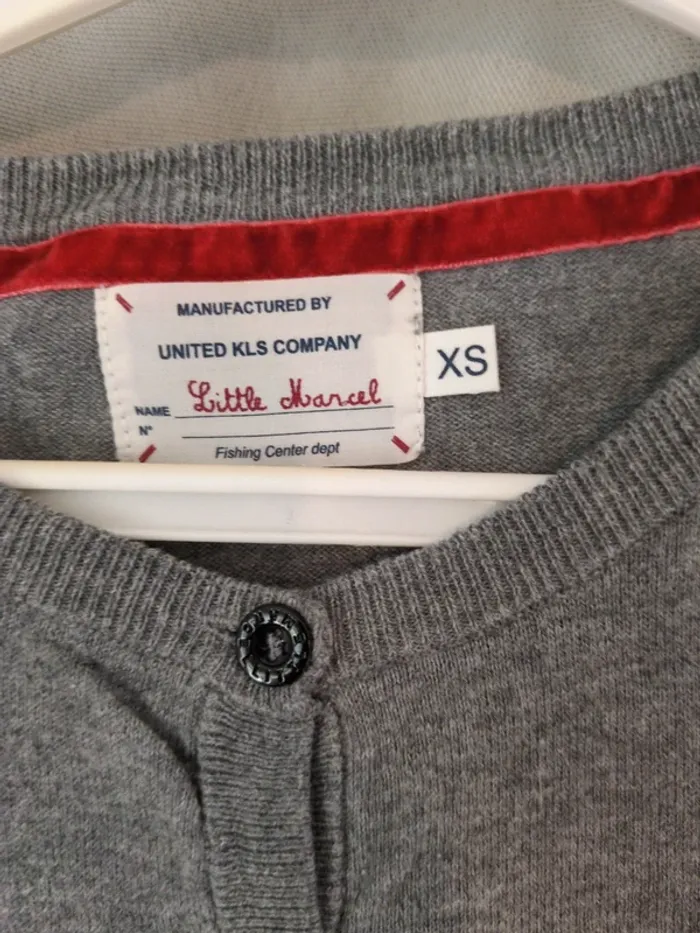 MANUFACTURED BY
UNITED KLS COMPANY
NAME Little Marcel
N°
Fishing Center dept
XS